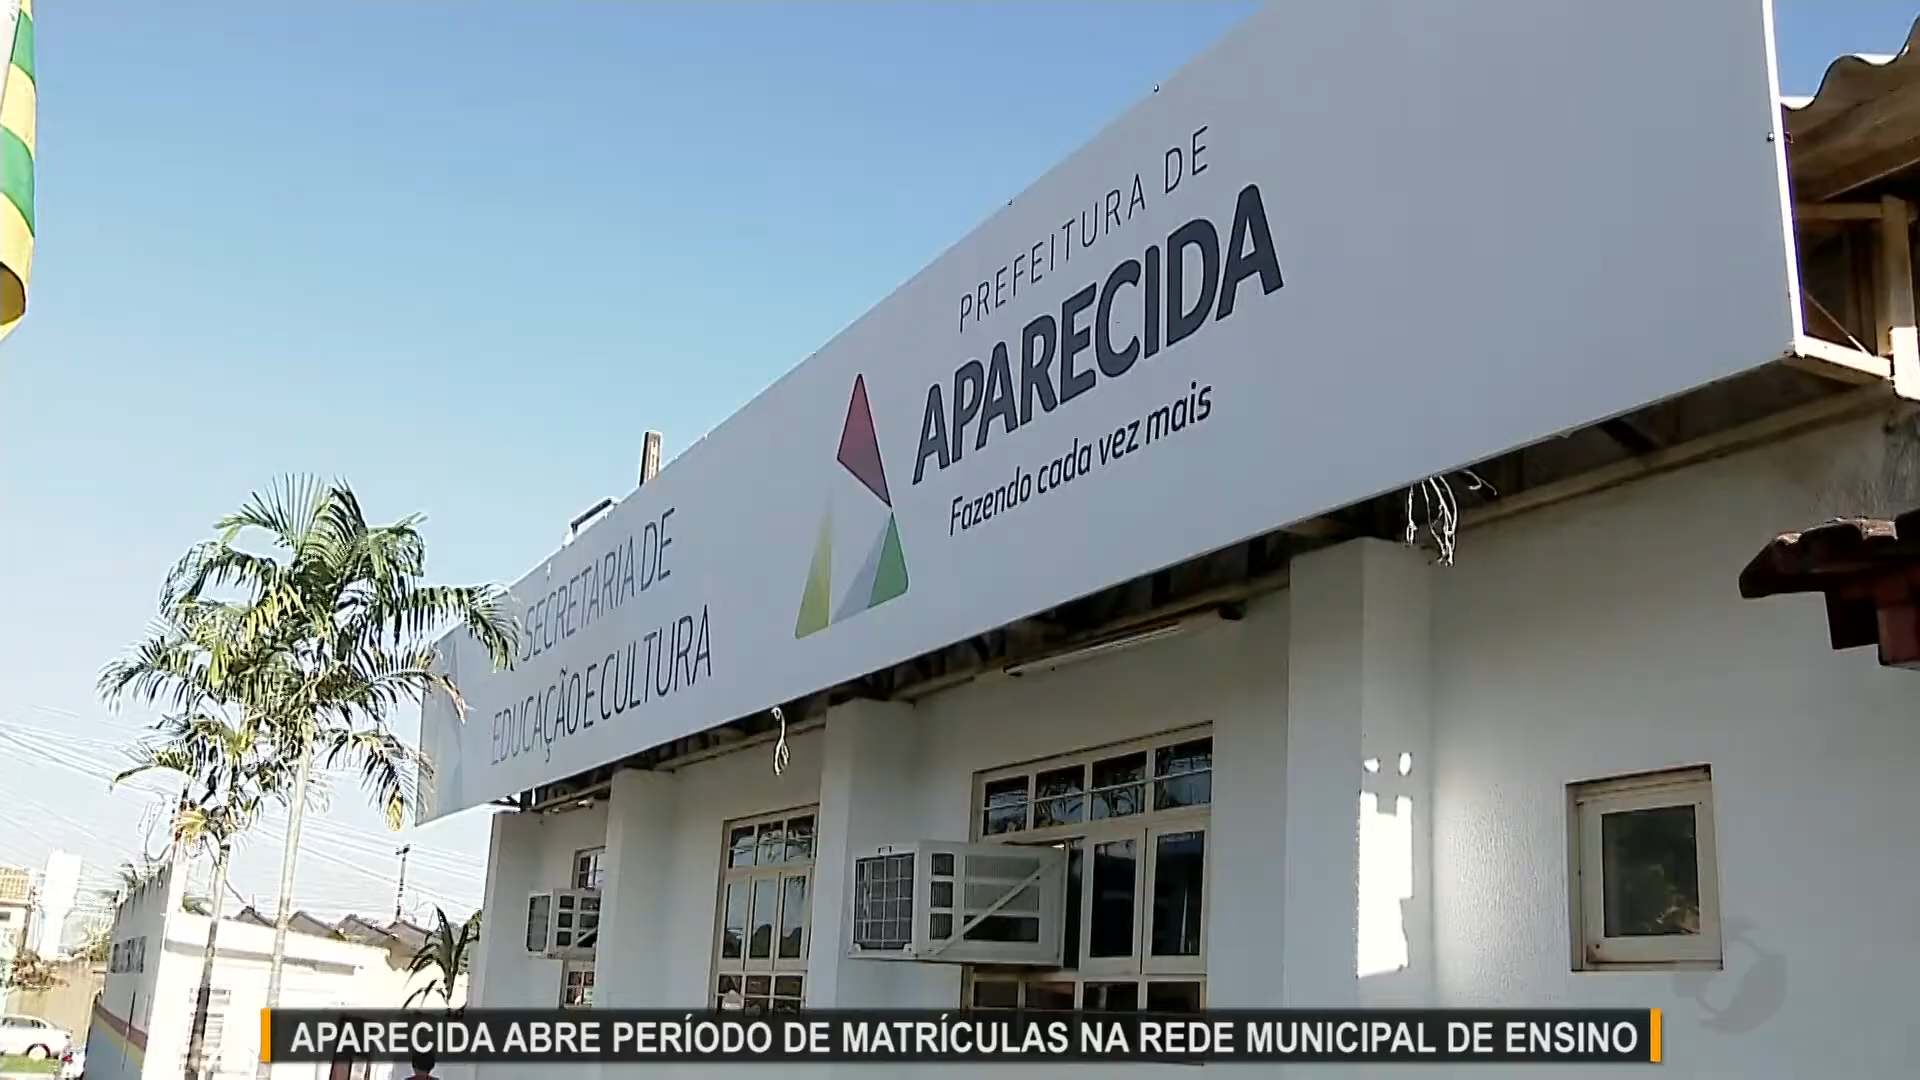 PREFEITURA DE
APARECIDA
Fazendo cada vez mais
SECRETARIA DE
EDUCAÇÃO E CULTURA
APARECIDA ABRE PERÍODO DE MATRÍCULAS NA REDE MUNICIPAL DE ENSINO